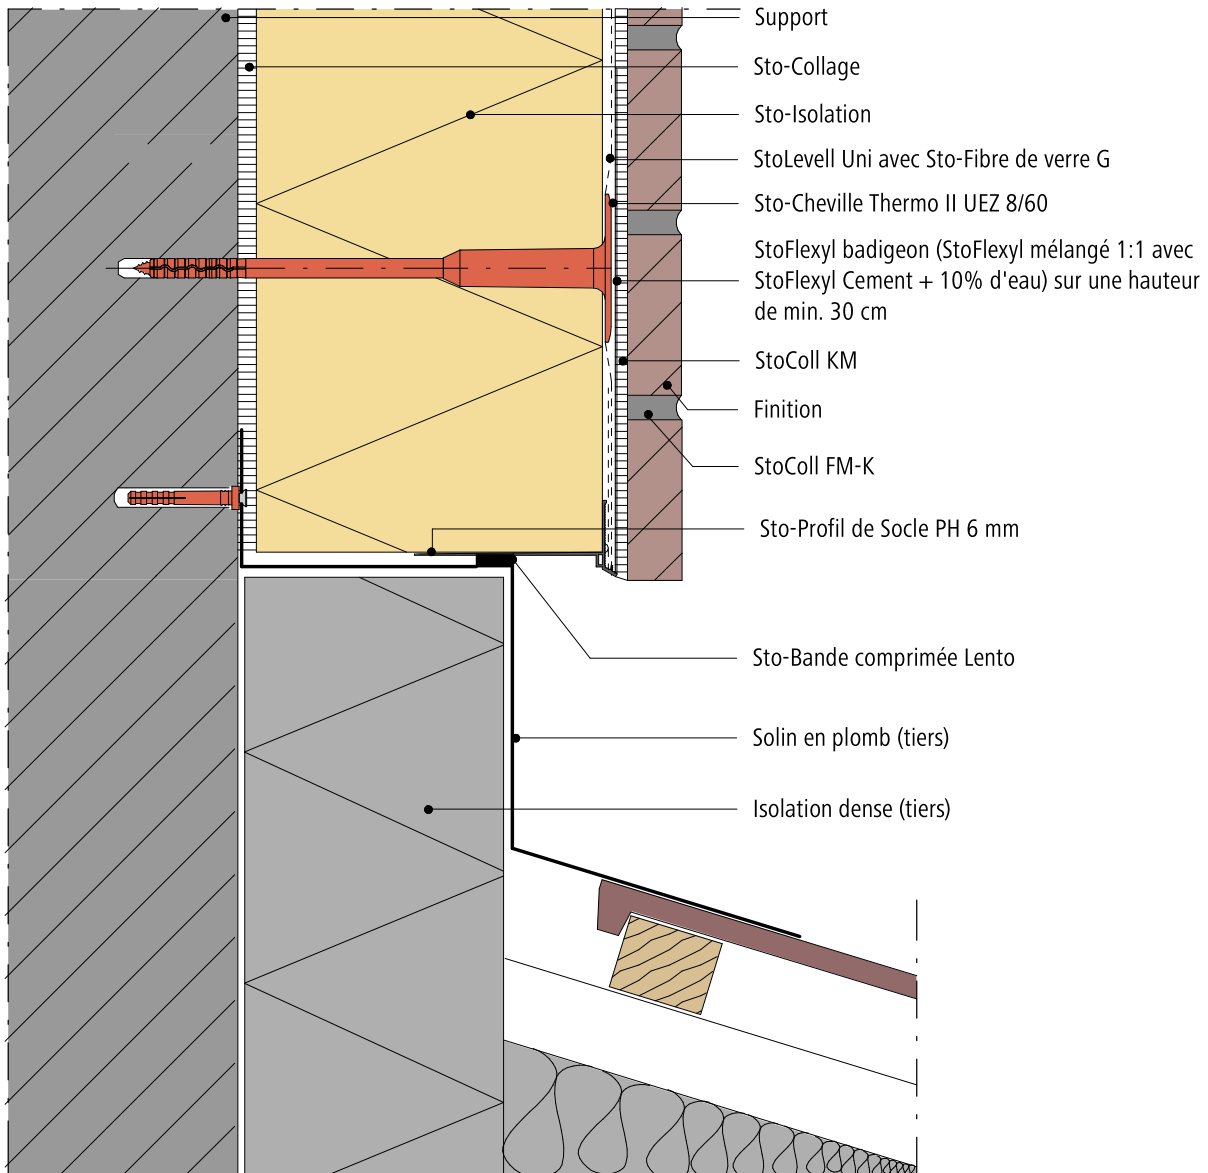 Support
Sto-Collage
Sto-Isolation
StoLevell Uni avec Sto-Fibre de verre G
Sto-Cheville Thermo II UEZ 8/60
StoFlexyl badigeon (StoFlexyl mélangé 1:1 avec
StoFlexyl Cement + 10% d'eau) sur une hauteur
de min. 30 cm
StoColl KM
Finition
StoColl FM-K
Sto-Profil de Socle PH 6 mm
Sto-Bande comprimée Lento
Solin en plomb (tiers)
Isolation dense (tiers)